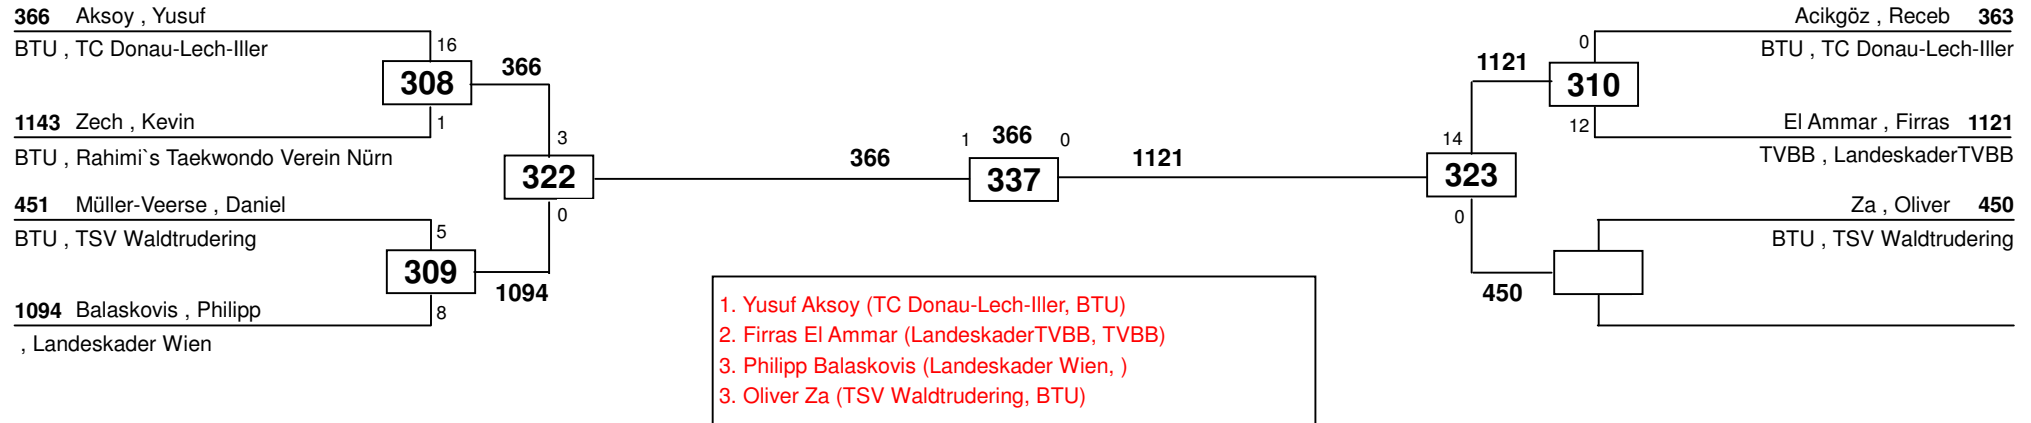 366 Aksoy , Yusuf
BTU , TC Donau-Lech-Iller
16
308
366
1143 Zech , Kevin
1
BTU , Rahimi`s Taekwondo Verein Nürn
3
322
0
451 Müller-Veerse , Daniel
BTU , TSV Waldtrudering
5
309
1094
1094 Balaskovis , Philipp
8
, Landeskader Wien
366
1 366 0
337
1121
Acikgöz , Receb 363
BTU , TC Donau-Lech-Iller
0
1121
310
12
El Ammar , Firras 1121
TVBB , LandeskaderTVBB
14
323
0
Za , Oliver 450
BTU , TSV Waldtrudering
450
1. Yusuf Aksoy (TC Donau-Lech-Iller, BTU)
2. Firras El Ammar (LandeskaderTVBB, TVBB)
3. Philipp Balaskovis (Landeskader Wien, )
3. Oliver Za (TSV Waldtrudering, BTU)